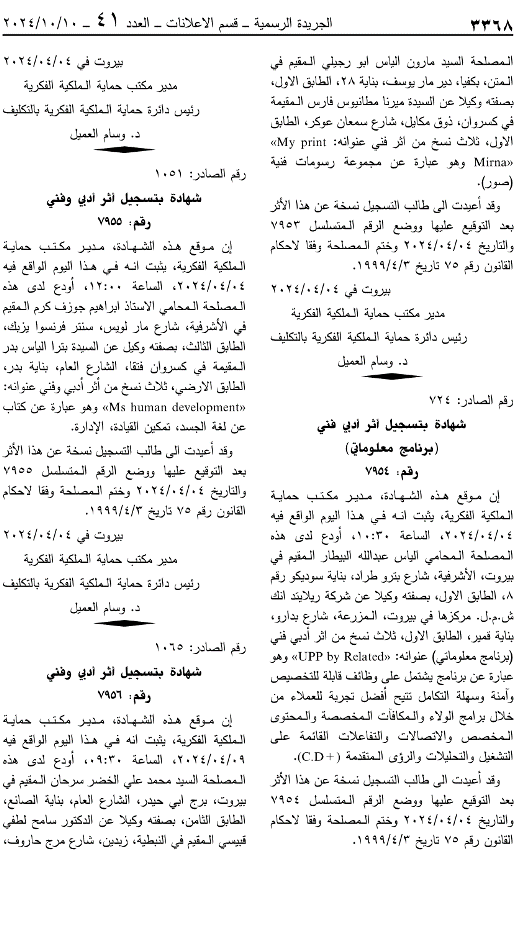 ٣٣٦٨
الجريدة الرسمية – قسم الاعلانات – العدد ٤١ – ٢٠٢٤/١٠/١٠
المصلحة السيد مارون الياس أبو رجيلي المقيم في
المتن، بكفيا، دير مار يوسف، بناية ٢٨، الطابق الاول،
بصفته وكيلا عن السيدة ميرنا مطانيوس فارس المقيمة
في كسروان، ذوق مكايل، شارع سمعان عوكر، الطابق
الاول، ثلاث نسخ من أثر فني عنوانه: «My print
Mirna» وهو عبارة عن مجموعة رسومات فنية
(صور).
وقد أعيدت الى طالب التسجيل نسخة عن هذا الأثر
بعد التوقيع عليها ووضع الرقم المتسلسل ٧٩٥٣
والتاريخ ٢٠٢٤/٠٤/٠٤ وختم المصلحة وفقا لاحكام
القانون رقم ٧٥ تاريخ ١٩٩٩/٤/٣.
بيروت في ٢٠٢٤/٠٤/٠٤
مدير مكتب حماية الملكية الفكرية
رئيس دائرة حماية الملكية الفكرية بالتكليف
د. وسام العميل
رقم الصادر: ٧٢٤
شهادة بتسجيل أثر أدبي فني
(برنامج معلوماتي)
رقم: ٧٩٥٤
إن موقع هذه الشهادة، مدير مكتب حماية
الملكية الفكرية، يثبت انه في هذا اليوم الواقع فيه
٢٠٢٤/٠٤/٠٤، الساعة ١٠:٣٠، أودع لدى هذه
المصلحة المحامي الياس عبدالله البيطار المقيم في
بيروت، الأشرفية، شارع بترو طراد، بناية سوديكو رقم
٨، الطابق الاول، بصفته وكيلا عن شركة ريلايتد انك
ش.م.ل. مركزها في بيروت، المزرعة، شارع بدارو،
بناية قمير، الطابق الاول، ثلاث نسخ من اثر أدبي فني
(برنامج معلوماتي) عنوانه: «UPP by Related» وهو
عبارة عن برنامج يشتمل على وظائف قابلة للتخصيص
وآمنة وسهلة التكامل تتيح أفضل تجربة للعملاء من
خلال برامج الولاء والمكافآت المخصصة والمحتوى
المخصص والاتصالات والتفاعلات القائمة على
التشغيل والتحليلات والرؤى المتقدمة (+C.D).
وقد أعيدت الى طالب التسجيل نسخة عن هذا الأثر
بعد التوقيع عليها ووضع الرقم المتسلسل ٧٩٥٤
والتاريخ ٢٠٢٤/٠٤/٠٤ وختم المصلحة وفقا لاحكام
القانون رقم ٧٥ تاريخ ١٩٩٩/٤/٣.
بيروت في ٢٠٢٤/٠٤/٠٤
مدير مكتب حماية الملكية الفكرية
رئيس دائرة حماية الملكية الفكرية بالتكليف
د. وسام العميل
رقم الصادر: ١٠٥١
شهادة بتسجيل أثر أدبي وفني
رقم: ٧٩٥٥
إن موقع هذه الشهادة، مدير مكتب حماية
الملكية الفكرية، يثبت انه في هذا اليوم الواقع فيه
٢٠٢٤/٠٤/٠٤، الساعة ١٢:٠٠، أودع لدى هذه
المصلحة المحامي الاستاذ ابراهيم جوزف كرم المقيم
في الأشرفية، شارع مار لويس، سنتر فرنسوا يزبك،
الطابق الثالث، بصفته وكيل عن السيدة بترا الياس بدر
المقيمة في كسروان فتقا، الشارع العام، بناية بدر،
الطابق الارضي، ثلاث نسخ من أثر أدبي وفني عنوانه:
«Ms human development» وهو عبارة عن كتاب
عن لغة الجسد، تمكين القيادة، الإدارة.
وقد أعيدت الى طالب التسجيل نسخة عن هذا الأثر
بعد التوقيع عليها ووضع الرقم المتسلسل ٧٩٥٥
والتاريخ ٢٠٢٤/٠٤/٠٤ وختم المصلحة وفقا لاحكام
القانون رقم ٧٥ تاريخ ١٩٩٩/٤/٣.
بيروت في ٢٠٢٤/٠٤/٠٤
مدير مكتب حماية الملكية الفكرية
رئيس دائرة حماية الملكية الفكرية بالتكليف
د. وسام العميل
رقم الصادر: ١٠٦٥
شهادة بتسجيل أثر أدبي وفني
رقم: ٧٩٥٦
إن موقع هذه الشهادة، مدير مكتب حماية
الملكية الفكرية، يثبت انه في هذا اليوم الواقع فيه
٢٠٢٤/٠٤/٠٩، الساعة ٠٩:٣٠، أودع لدى هذه
المصلحة السيد محمد علي الخضر سرحان المقيم في
بيروت، برج ابي حيدر، الشارع العام، بناية الصانع،
الطابق الثامن، بصفته وكيلا عن الدكتور سامح لطفي
قبيسي المقيم في النبطية، زبدين، شارع مرج حاروف،